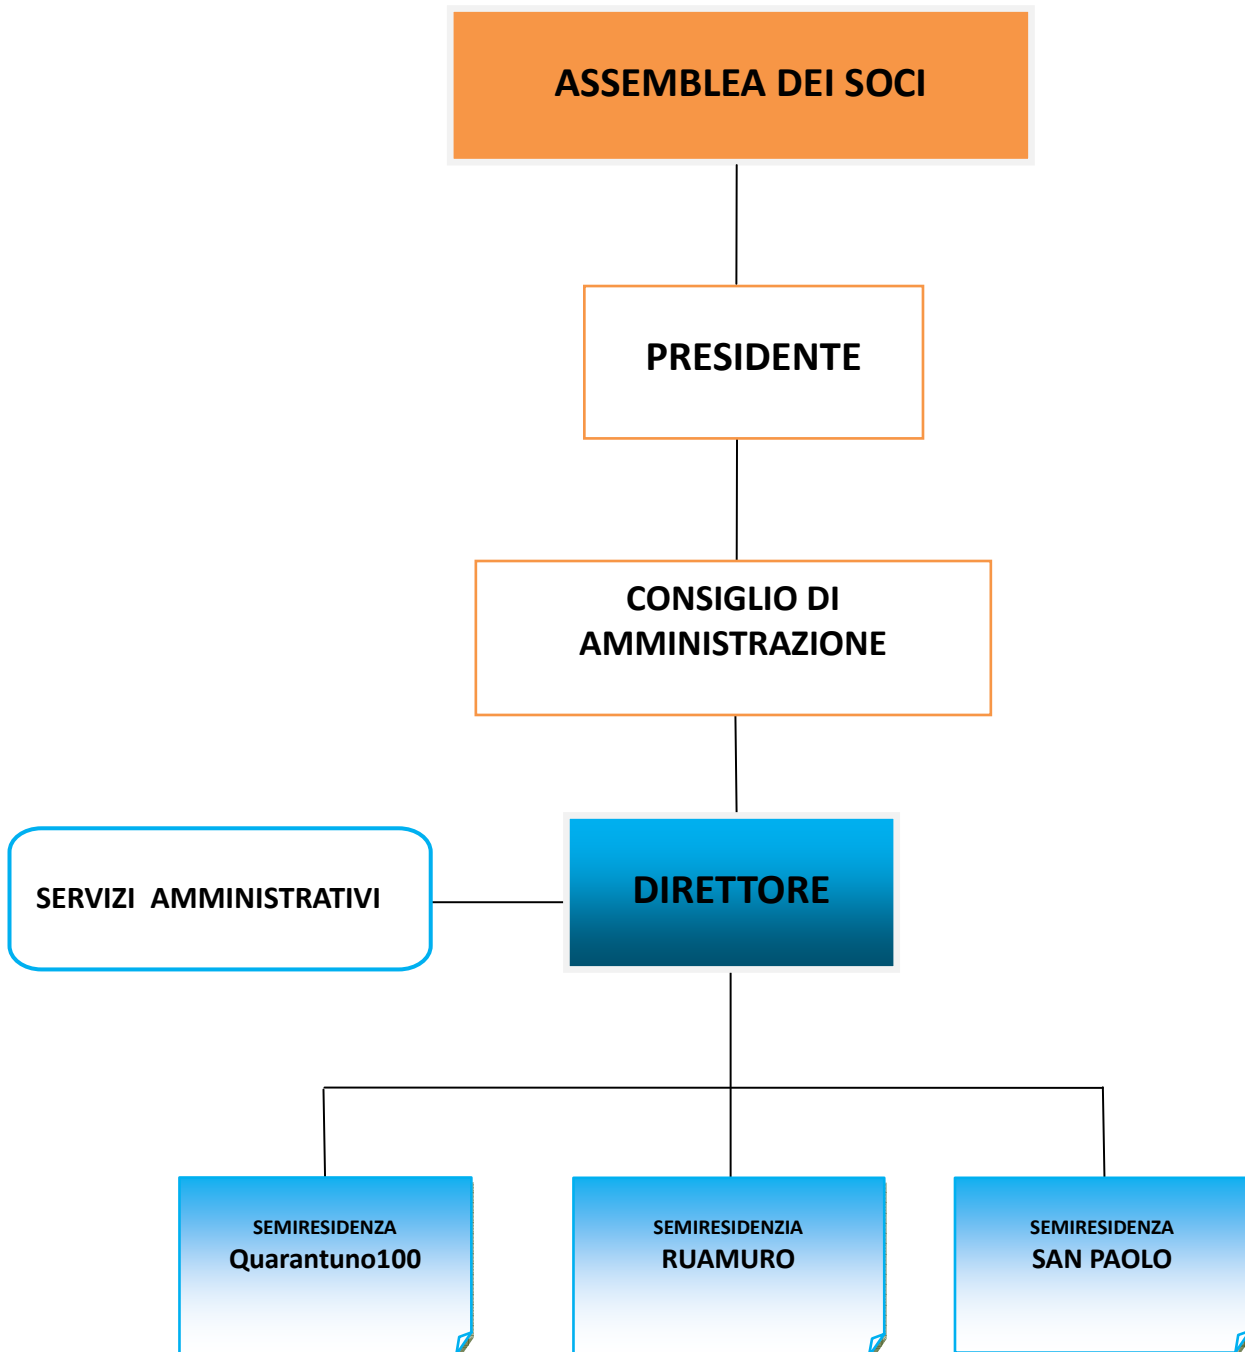 ASSEMBLEA DEI SOCI
PRESIDENTE
CONSIGLIO DI
AMMINISTRAZIONE
SERVIZI  AMMINISTRATIVI
DIRETTORE
SEMIRESIDENZA
Quarantuno100
SEMIRESIDENZIA
RUAMURO
SEMIRESIDENZA
SAN PAOLO